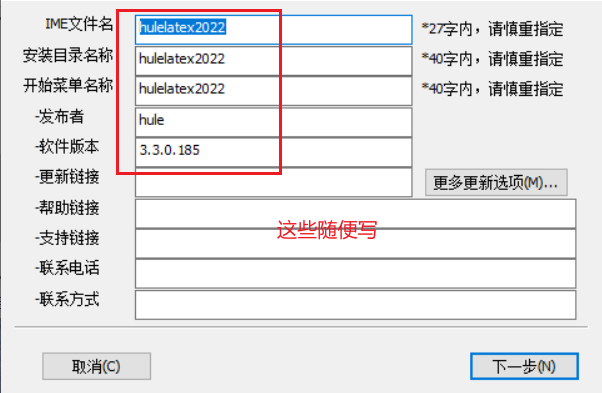 IME文件名 hulelatex2022 *27字内，请慎重指定
安装目录名称 hulelatex2022 *40字内，请慎重指定
开始菜单名称 hulelatex2022 *40字内，请慎重指定
-发布者 hule
-软件版本 3.3.0.185
-更新链接 更多更新选项(M)...
-帮助链接
这些随便写
-支持链接
-联系电话
-联系方式
取消(C) 下一步(N)